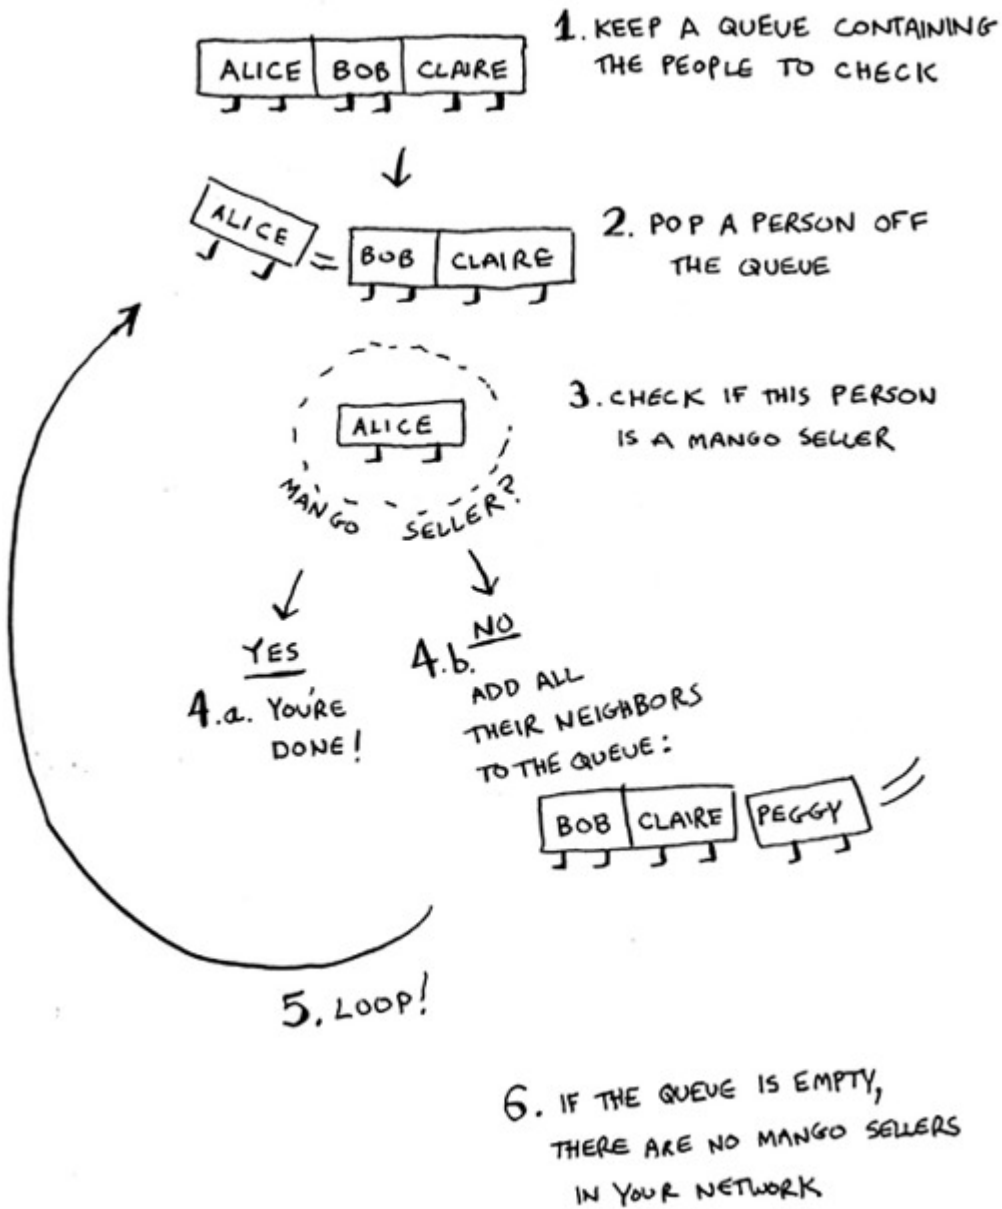 1. KEEP A QUEUE CONTAINING
THE PEOPLE TO CHECK
ALICE BOB CLAIRE
ALICE
BOB CLAIRE
2. POP A PERSON OFF
THE QUEUE
ALICE
MANGO SELLER?
3. CHECK IF THIS PERSON
IS A MANGO SELLER
YES
4.a. YOU'RE
DONE!
4.b. NO
ADD ALL
THEIR NEIGHBORS
TO THE QUEUE:
BOB CLAIRE PEGGY
5. LOOP!
6. IF THE QUEUE IS EMPTY,
THERE ARE NO MANGO SELLERS
IN YOUR NETWORK